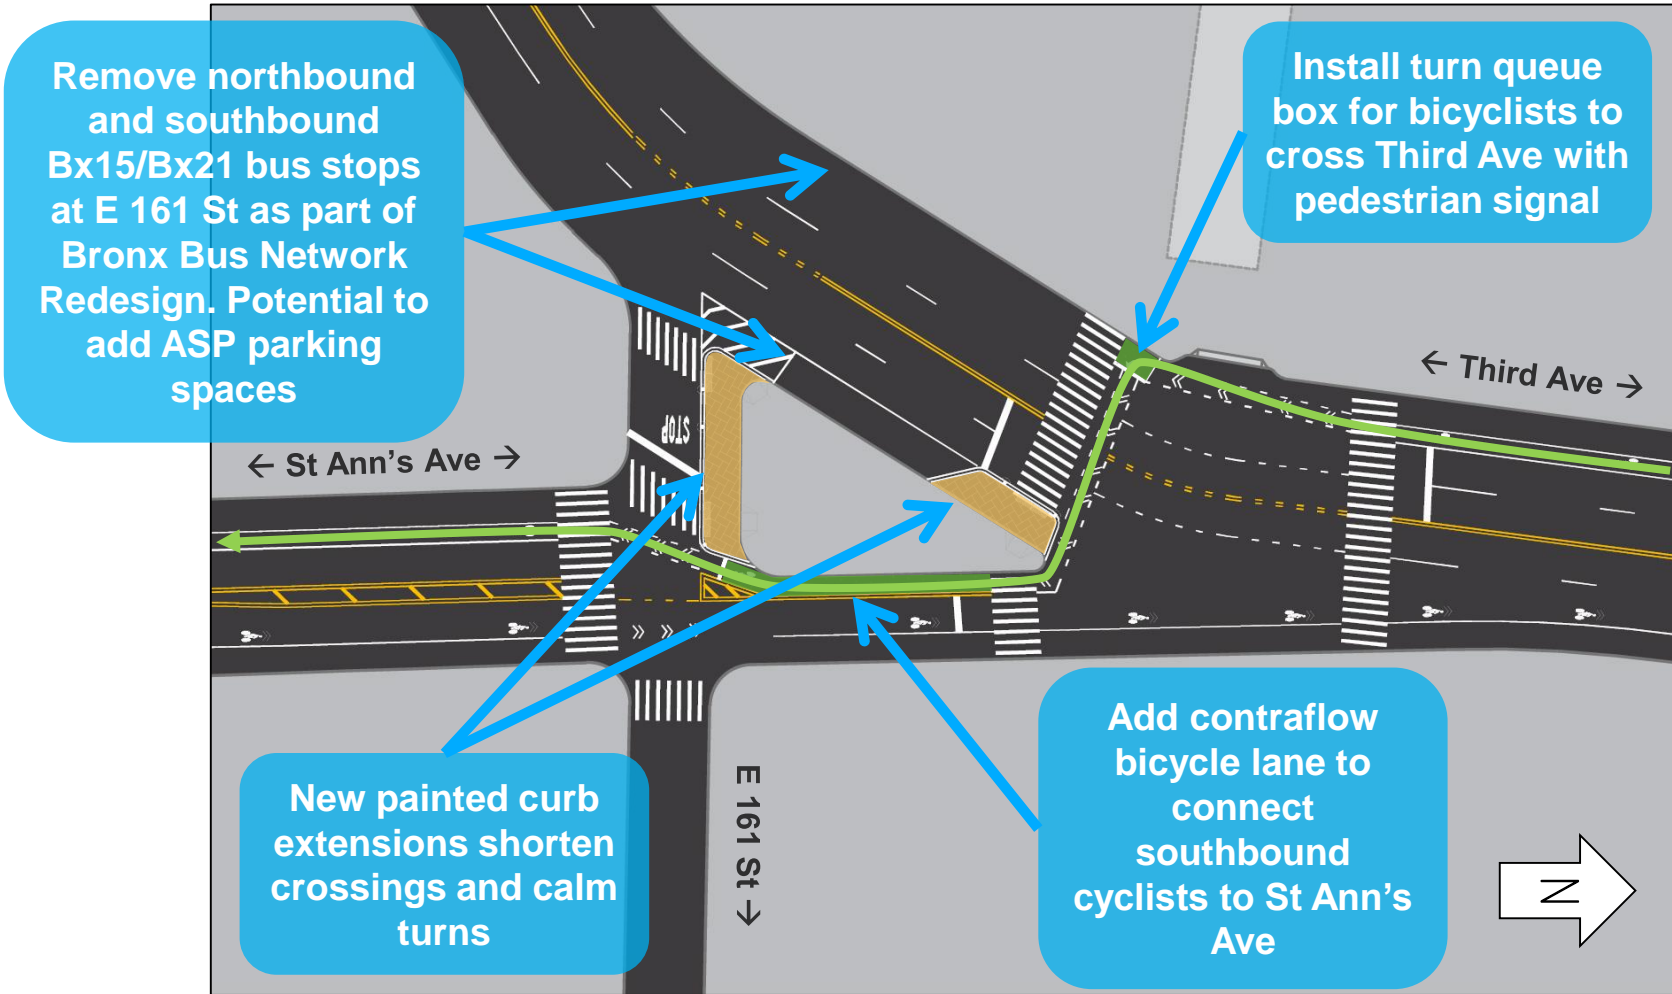 Remove northbound
and southbound
Bx15/Bx21 bus stops
at E 161 St as part of
Bronx Bus Network
Redesign. Potential to
add ASP parking
spaces
Install turn queue
box for bicyclists to
cross Third Ave with
pedestrian signal
← Third Ave →
STOP
← St Ann's Ave →
New painted curb
extensions shorten
crossings and calm
turns
E 161 St →
Add contraflow
bicycle lane to
connect
southbound
cyclists to St Ann's
Ave
N